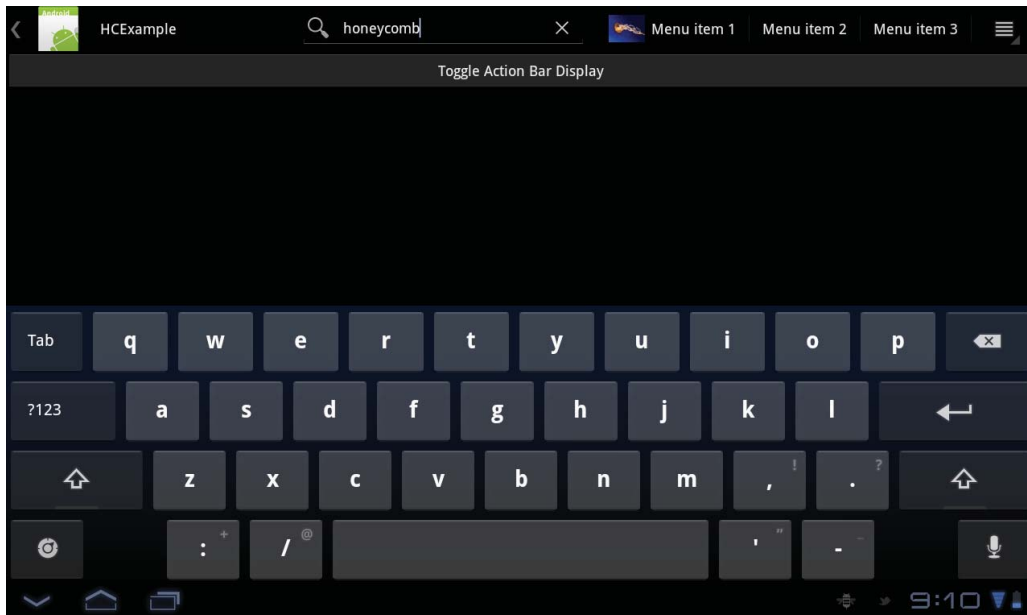 Android
HCExample honeycomb Menu item 1 Menu item 2 Menu item 3
Toggle Action Bar Display
Tab q w e r t y u i o p
?123 a s d f g h j k l
z x c v b n m , ! . ?
: + / @ ' " - _
9:10